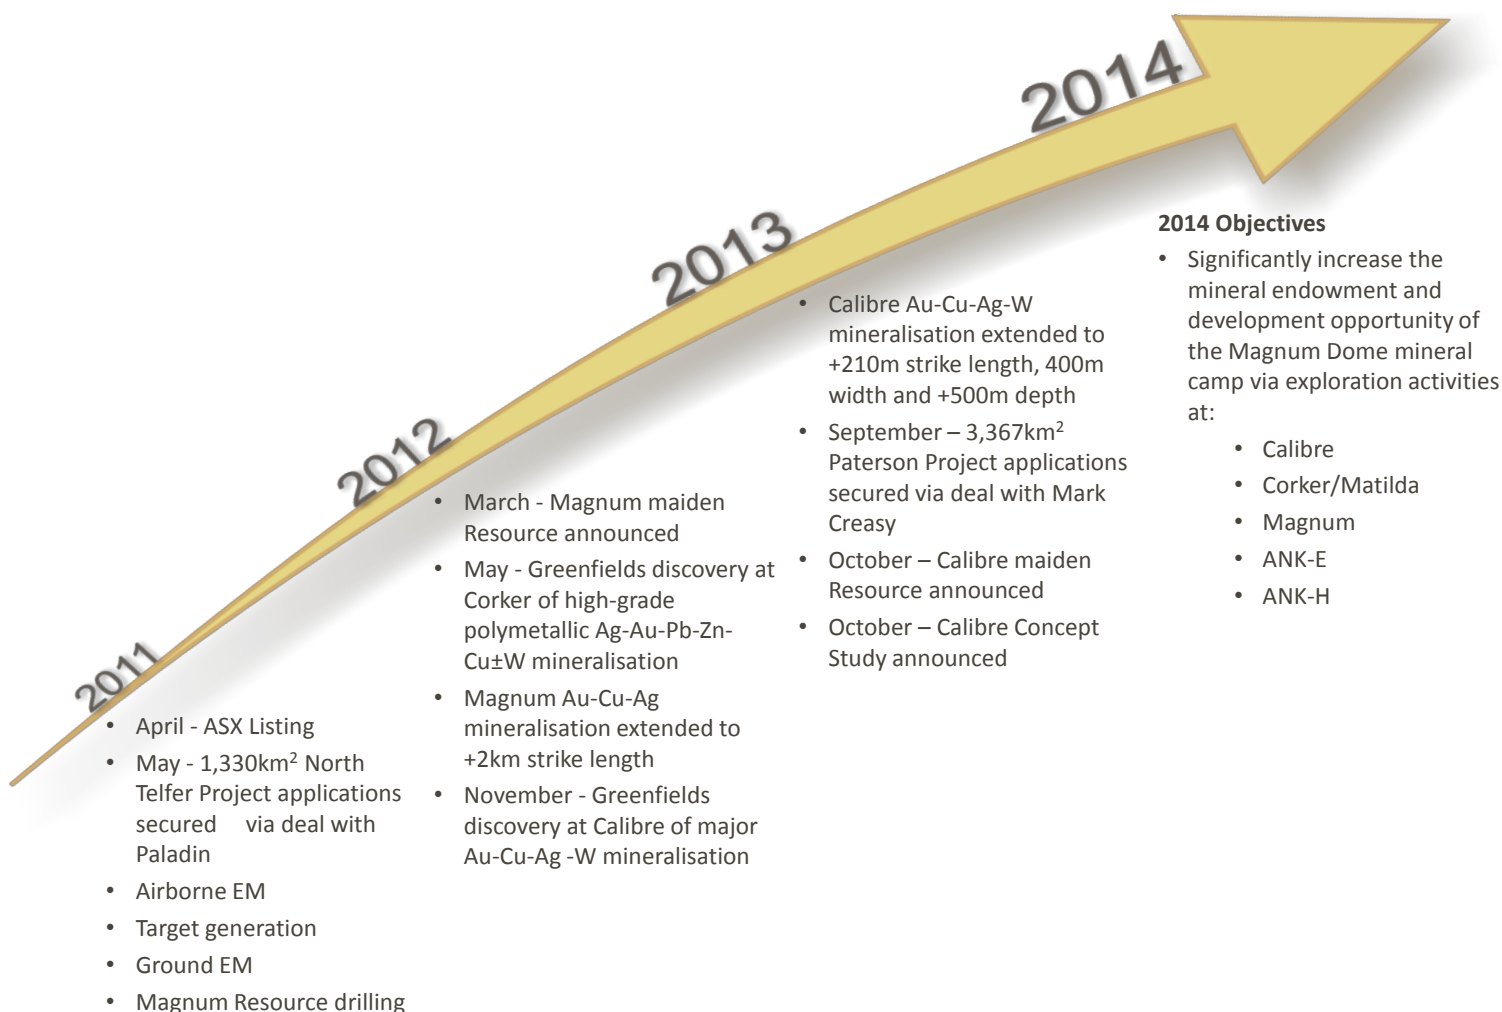 2011
• April - ASX Listing
• May - 1,330km² North
Telfer Project applications
secured via deal with
Paladin
• Airborne EM
• Target generation
• Ground EM
• Magnum Resource drilling
2012
• March - Magnum maiden
Resource announced
• May - Greenfields discovery at
Corker of high-grade
polymetallic Ag-Au-Pb-Zn-
Cu±W mineralisation
• Magnum Au-Cu-Ag
mineralisation extended to
+2km strike length
• November - Greenfields
discovery at Calibre of major
Au-Cu-Ag -W mineralisation
2013
• Calibre Au-Cu-Ag-W
mineralisation extended to
+210m strike length, 400m
width and +500m depth
• September – 3,367km²
Paterson Project applications
secured via deal with Mark
Creasy
• October – Calibre maiden
Resource announced
• October – Calibre Concept
Study announced
2014
2014 Objectives
• Significantly increase the
mineral endowment and
development opportunity of
the Magnum Dome mineral
camp via exploration activities
at:
• Calibre
• Corker/Matilda
• Magnum
• ANK-E
• ANK-H